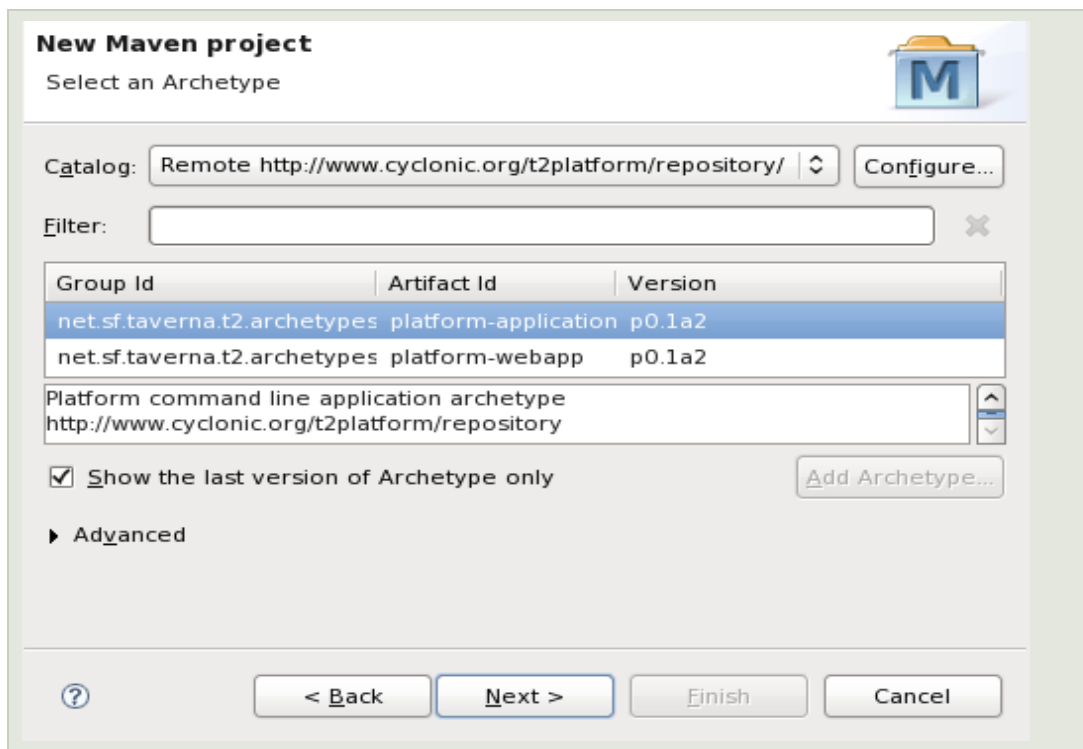 New Maven project
Select an Archetype
M
Catalog: Remote http://www.cyclonic.org/t2platform/repository/ Configure...
Filter:
Group Id Artifact Id Version
net.sf.taverna.t2.archetypes platform-application p0.1a2
net.sf.taverna.t2.archetypes platform-webapp p0.1a2
Platform command line application archetype
http://www.cyclonic.org/t2platform/repository
Show the last version of Archetype only Add Archetype...
Advanced
? < Back Next > Finish Cancel